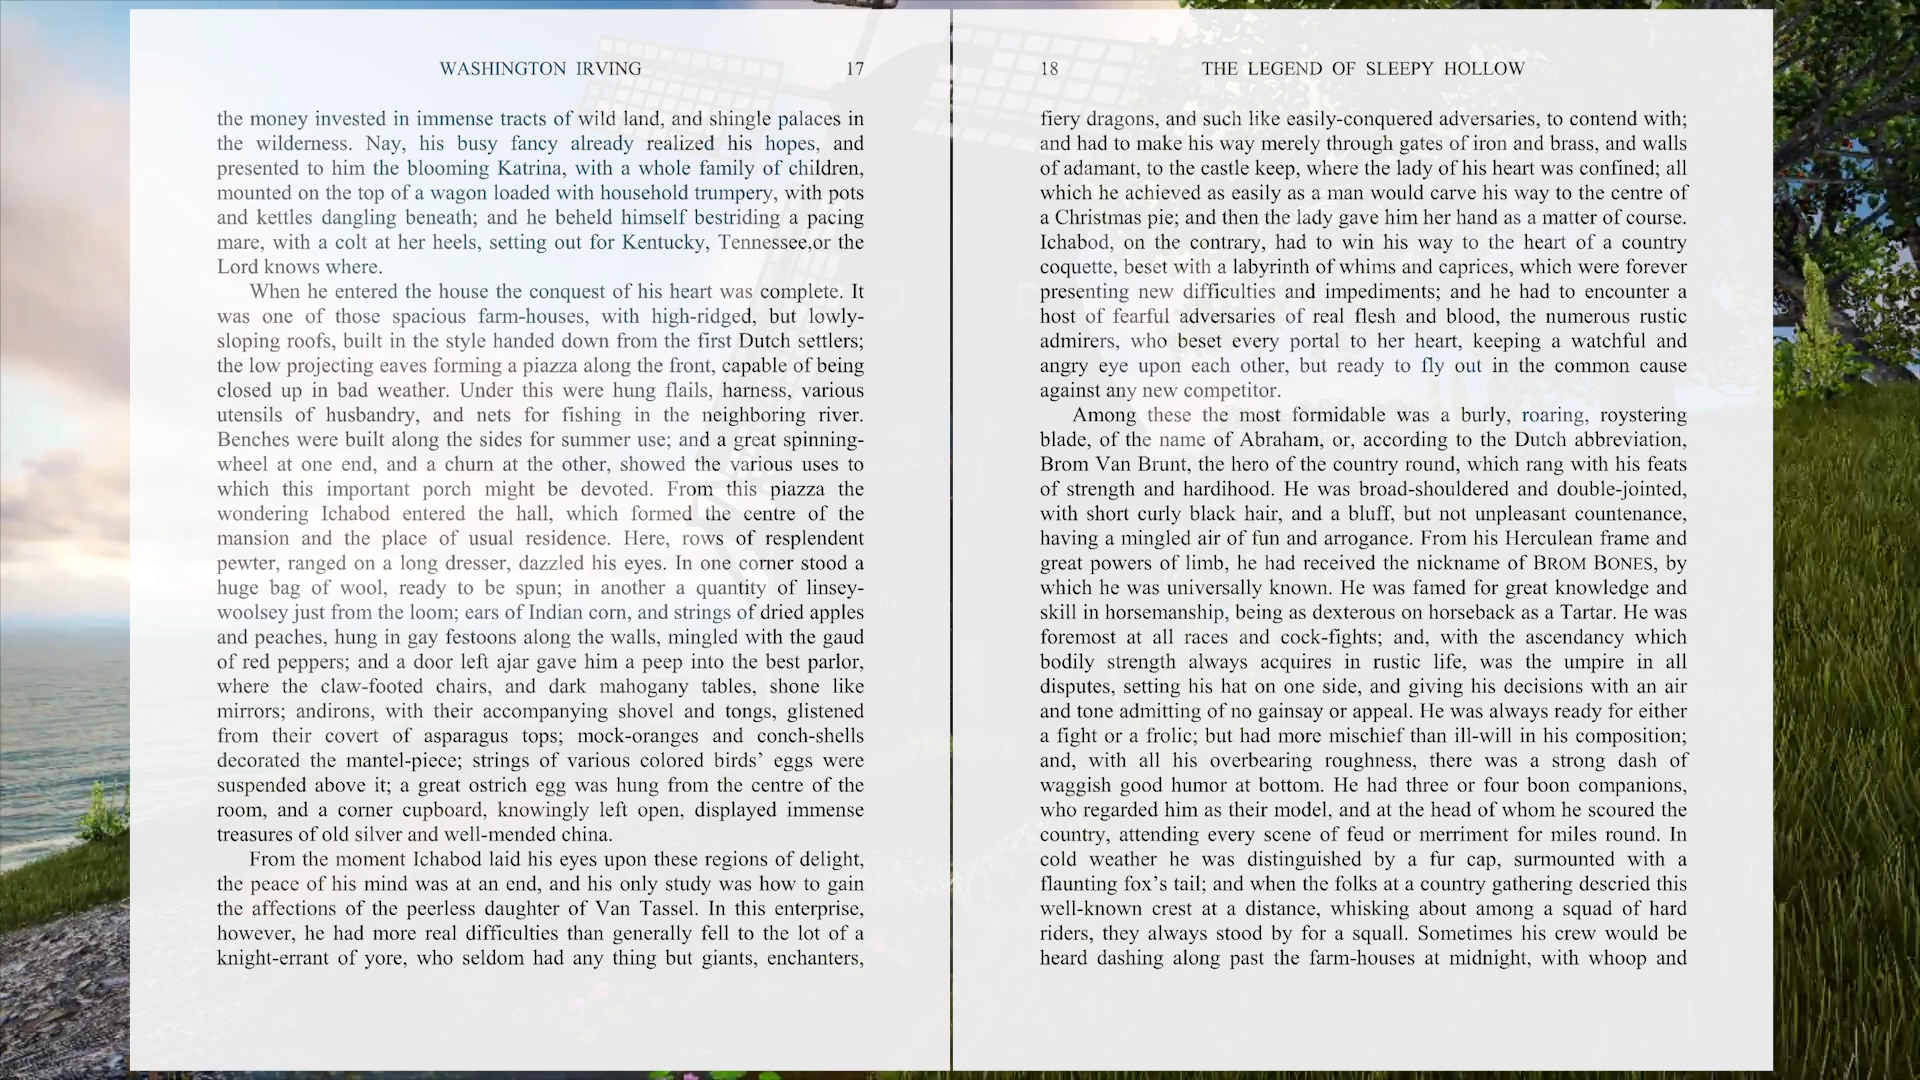 WASHINGTON IRVING 17
the money invested in immense tracts of wild land, and shingle palaces in
the wilderness. Nay, his busy fancy already realized his hopes, and
presented to him the blooming Katrina, with a whole family of children,
mounted on the top of a wagon loaded with household trumpery, with pots
and kettles dangling beneath; and he beheld himself bestriding a pacing
mare, with a colt at her heels, setting out for Kentucky, Tennessee,or the
Lord knows where.
When he entered the house the conquest of his heart was complete. It
was one of those spacious farm-houses, with high-ridged, but lowly-
sloping roofs, built in the style handed down from the first Dutch settlers;
the low projecting eaves forming a piazza along the front, capable of being
closed up in bad weather. Under this were hung flails, harness, various
utensils of husbandry, and nets for fishing in the neighboring river.
Benches were built along the sides for summer use; and a great spinning-
wheel at one end, and a churn at the other, showed the various uses to
which this important porch might be devoted. From this piazza the
wondering Ichabod entered the hall, which formed the centre of the
mansion and the place of usual residence. Here, rows of resplendent
pewter, ranged on a long dresser, dazzled his eyes. In one corner stood a
huge bag of wool, ready to be spun; in another a quantity of linsey-
woolsey just from the loom; ears of Indian corn, and strings of dried apples
and peaches, hung in gay festoons along the walls, mingled with the gaud
of red peppers; and a door left ajar gave him a peep into the best parlor,
where the claw-footed chairs, and dark mahogany tables, shone like
mirrors; andirons, with their accompanying shovel and tongs, glistened
from their covert of asparagus tops; mock-oranges and conch-shells
decorated the mantel-piece; strings of various colored birds’ eggs were
suspended above it; a great ostrich egg was hung from the centre of the
room, and a corner cupboard, knowingly left open, displayed immense
treasures of old silver and well-mended china.
From the moment Ichabod laid his eyes upon these regions of delight,
the peace of his mind was at an end, and his only study was how to gain
the affections of the peerless daughter of Van Tassel. In this enterprise,
however, he had more real difficulties than generally fell to the lot of a
knight-errant of yore, who seldom had any thing but giants, enchanters,
18 THE LEGEND OF SLEEPY HOLLOW
fiery dragons, and such like easily-conquered adversaries, to contend with;
and had to make his way merely through gates of iron and brass, and walls
of adamant, to the castle keep, where the lady of his heart was confined; all
which he achieved as easily as a man would carve his way to the centre of
a Christmas pie; and then the lady gave him her hand as a matter of course.
Ichabod, on the contrary, had to win his way to the heart of a country
coquette, beset with a labyrinth of whims and caprices, which were forever
presenting new difficulties and impediments; and he had to encounter a
host of fearful adversaries of real flesh and blood, the numerous rustic
admirers, who beset every portal to her heart, keeping a watchful and
angry eye upon each other, but ready to fly out in the common cause
against any new competitor.
Among these the most formidable was a burly, roaring, roystering
blade, of the name of Abraham, or, according to the Dutch abbreviation,
Brom Van Brunt, the hero of the country round, which rang with his feats
of strength and hardihood. He was broad-shouldered and double-jointed,
with short curly black hair, and a bluff, but not unpleasant countenance,
having a mingled air of fun and arrogance. From his Herculean frame and
great powers of limb, he had received the nickname of BROM BONES, by
which he was universally known. He was famed for great knowledge and
skill in horsemanship, being as dexterous on horseback as a Tartar. He was
foremost at all races and cock-fights; and, with the ascendancy which
bodily strength always acquires in rustic life, was the umpire in all
disputes, setting his hat on one side, and giving his decisions with an air
and tone admitting of no gainsay or appeal. He was always ready for either
a fight or a frolic; but had more mischief than ill-will in his composition;
and, with all his overbearing roughness, there was a strong dash of
waggish good humor at bottom. He had three or four boon companions,
who regarded him as their model, and at the head of whom he scoured the
country, attending every scene of feud or merriment for miles round. In
cold weather he was distinguished by a fur cap, surmounted with a
flaunting fox’s tail; and when the folks at a country gathering descried this
well-known crest at a distance, whisking about among a squad of hard
riders, they always stood by for a squall. Sometimes his crew would be
heard dashing along past the farm-houses at midnight, with whoop and